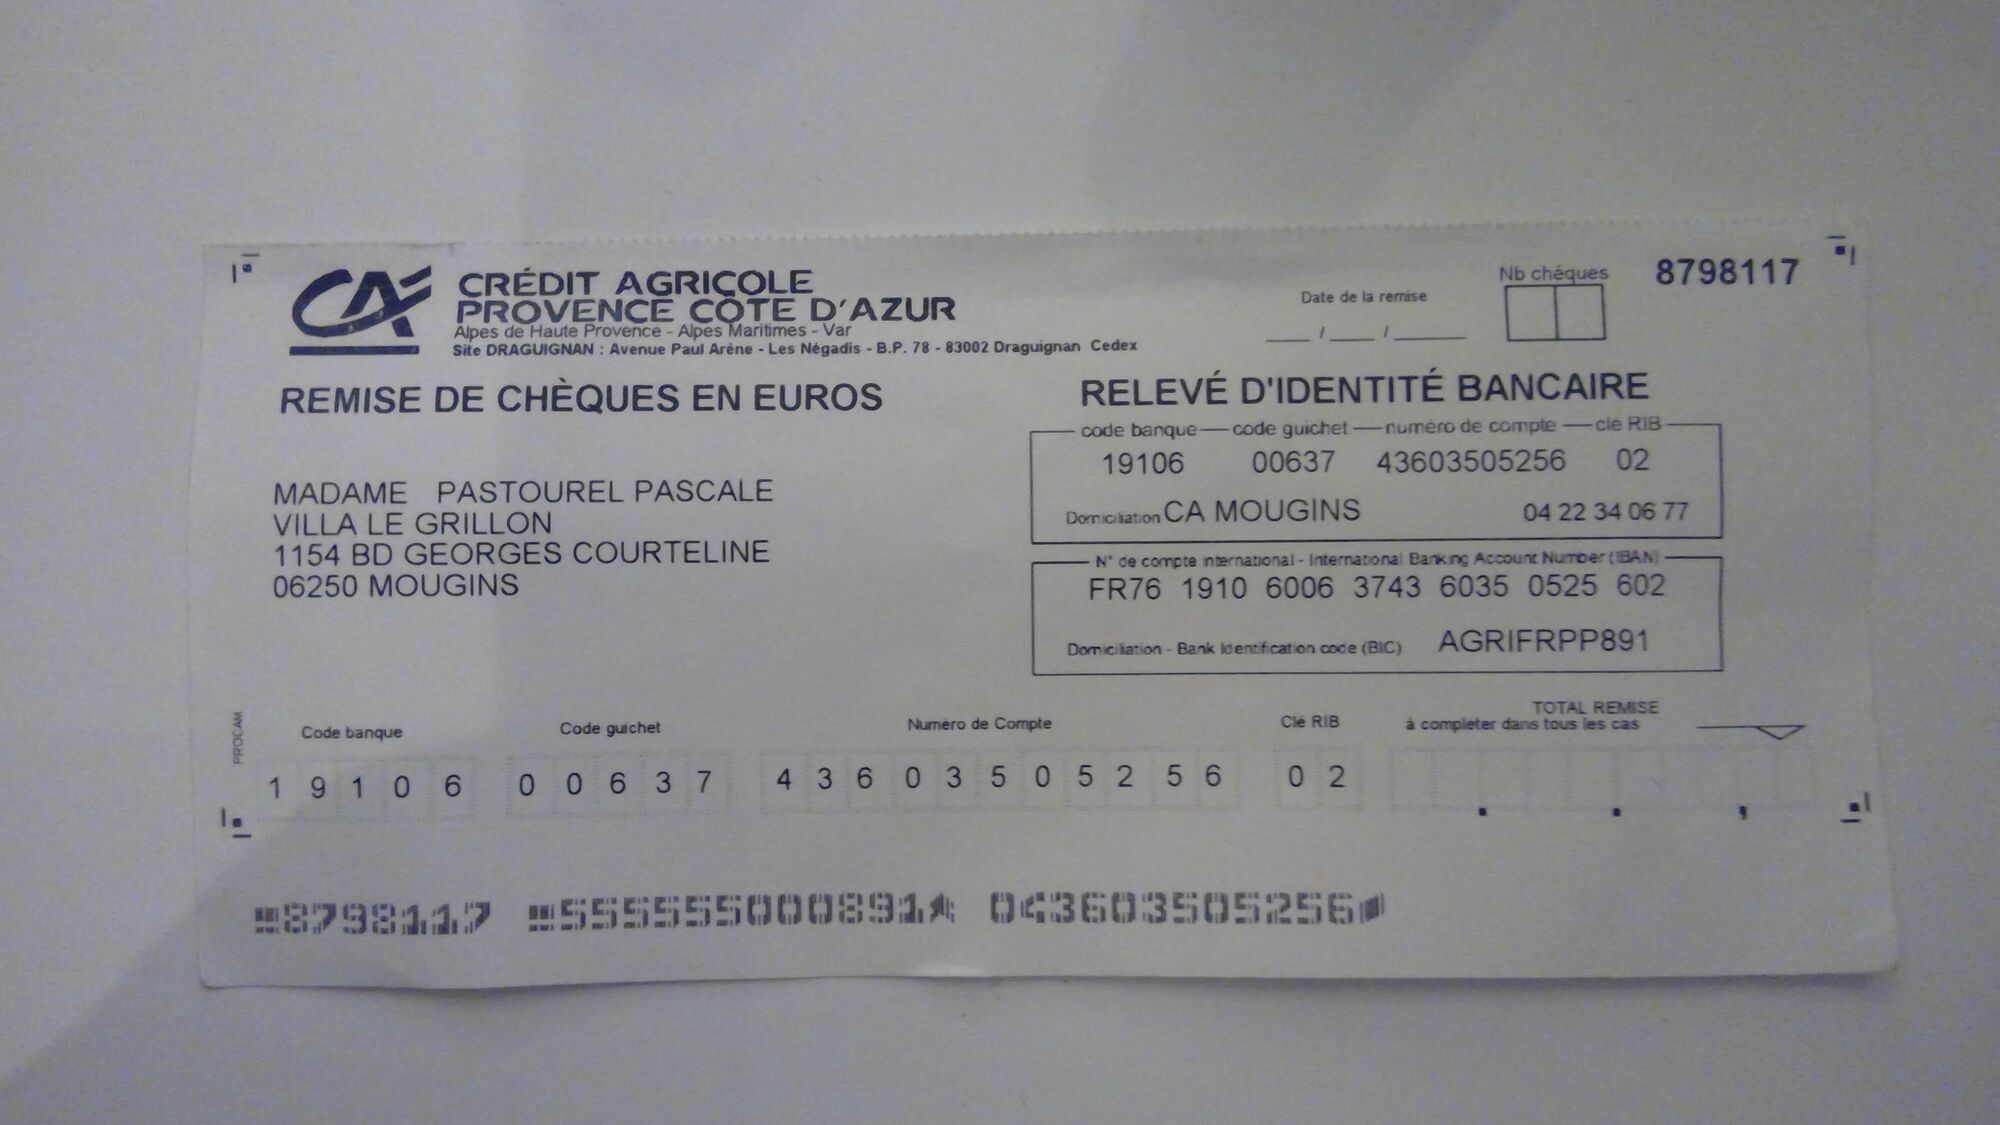 CRÉDIT AGRICOLE
PROVENCE CÔTE D'AZUR
Alpes de Haute Provence - Alpes Maritimes - Var
Site DRAGUIGNAN : Avenue Paul Arène - Les Négadis - B.P. 78 - 83002 Draguignan Cedex
Date de la remise
__ / __ / ____
Nb chèques
8798117
REMISE DE CHÈQUES EN EUROS
MADAME PASTOUREL PASCALE
VILLA LE GRILLON
1154 BD GEORGES COURTELINE
06250 MOUGINS
RELEVÉ D'IDENTITÉ BANCAIRE
code banque code guichet numéro de compte clé RIB
19106 00637 43603505256 02
Domiciliation CA MOUGINS 04 22 34 06 77
N° de compte international - International Banking Account Number (IBAN)
FR76 1910 6006 3743 6035 0525 602
Domiciliation - Bank Identification code (BIC) AGRIFRPP891
PROCAM
Code banque Code guichet Numéro de Compte Clé RIB
TOTAL REMISE
à compléter dans tous les cas
1 9 1 0 6 0 0 6 3 7 4 3 6 0 3 5 0 5 2 5 6 0 2
8798117 555555000891 043603505256